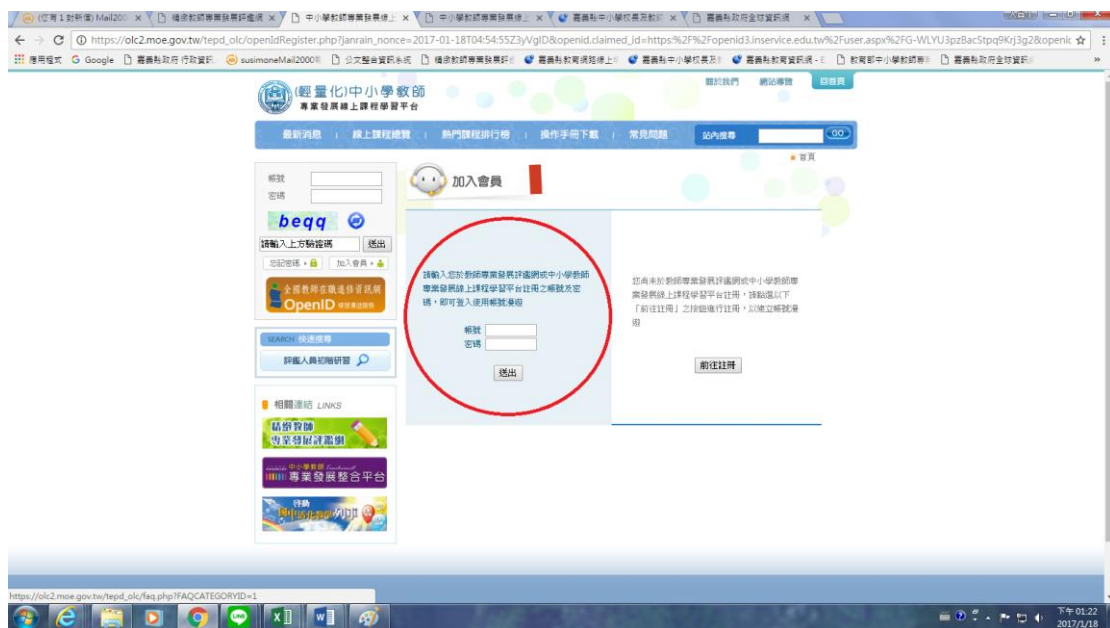 (您有 1 封新信) Mail200
精緻教師專業發展評鑑網
中小學教師專業發展線上
中小學教師專業發展線上
嘉義縣中小學校長及教師
嘉義縣政府全球資訊網
https://olc2.moe.gov.tw/tepd_olc/openIdRegister.php?janrain_nonce=2017-01-18T04:54:55Z3yVgID&openid.claimed_id=https:%2F%2Fopenid3.inservice.edu.tw%2Fuser.aspx%2FG-WLYU3pzBacStpq9Krj3g2&openic
應用程式
Google
嘉義縣政府 行政資訊
susimoneMail2000
公文整合資訊系統
精緻教師專業發展評
嘉義縣教育網路線上
嘉義縣中小學校長及
嘉義縣教育資訊網 - E
教育部中小學教師專
嘉義縣政府全球資訊
關於我們
網站導覽
回首頁
(輕量化)中小學教師
專業發展線上課程學習平台
最新消息
線上課程總覽
熱門課程排行榜
操作手冊下載
常見問題
站內搜尋
GO
首頁
帳號
密碼
beqq
請輸入上方驗證碼
送出
忘記密碼
加入會員
全國教師在職進修資訊網
OpenID
SEARCH 快速搜尋
評鑑人員初階研習
相關連結 LINKS
精緻教師
專業發展評鑑網
中小學教師
專業發展整合平台
加入會員
請輸入您於教師專業發展評鑑網或中小學教師
專業發展線上課程學習平台註冊之帳號及密
碼，即可登入使用帳號漫遊
帳號
密碼
送出
您尚未於教師專業發展評鑑網或中小學教師專
業發展線上課程學習平台註冊，請點選以下
「前往註冊」之按鈕進行註冊，以建立帳號漫
遊
前往註冊
https://olc2.moe.gov.tw/tepd_olc/faq.php?FAQCATEGORYID=1
下午 01:22
2017/1/18